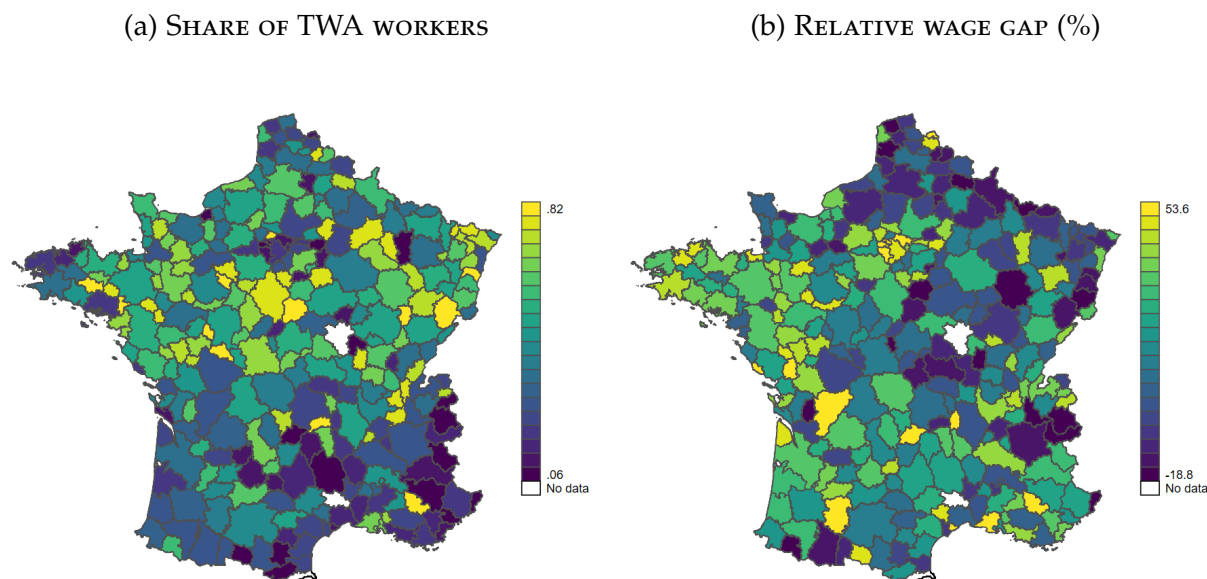 (a) SHARE OF TWA WORKERS
(b) RELATIVE WAGE GAP (%)
.82
.06
No data
53.6
-18.8
No data